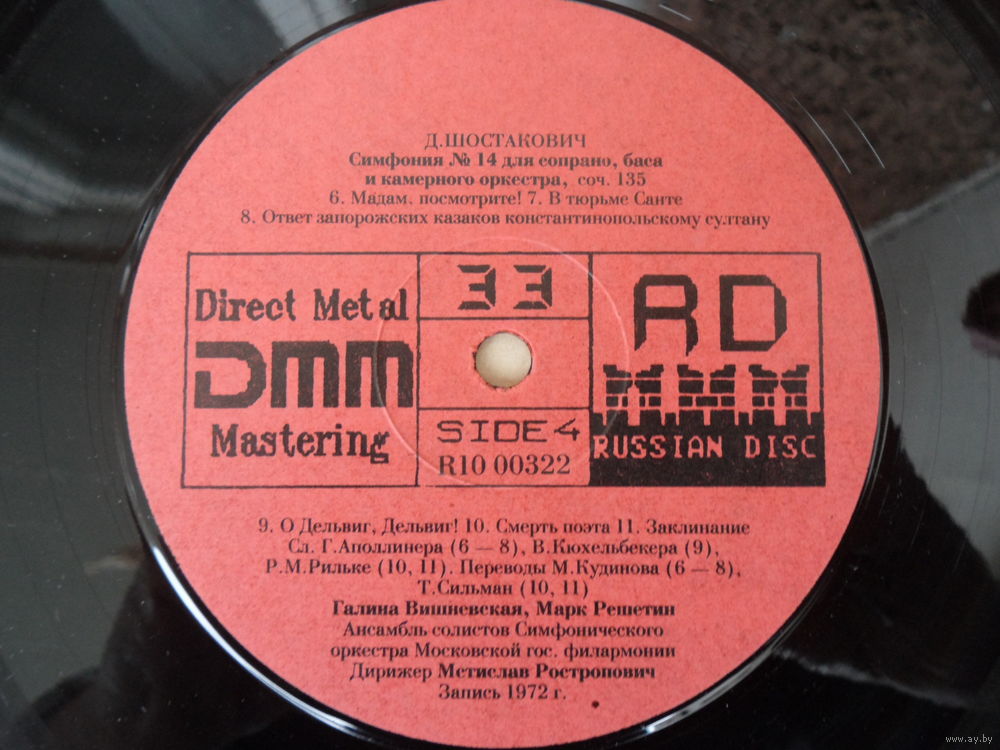 Д.ШОСТАКОВИЧ
Симфония № 14 для сопрано, баса
и камерного оркестра, соч. 135
6. Мадам, посмотрите! 7. В тюрьме Санте
8. Ответ запорожских казаков константинопольскому султану
Direct Metal
DMM
Mastering
33
SIDE 4
R10 00322
RD
RUSSIAN DISC
9. О Дельвиг, Дельвиг! 10. Смерть поэта 11. Заклинание
Сл. Г.Аполлинера (6 — 8), В.Кюхельбекера (9),
Р.М.Рильке (10, 11). Переводы М.Кудинова (6 — 8),
Т.Сильман (10, 11)
Галина Вишневская, Марк Решетин
Ансамбль солистов Симфонического
оркестра Московской гос. филармонии
Дирижер Мстислав Ростропович
Запись 1972 г.
www.ay.by